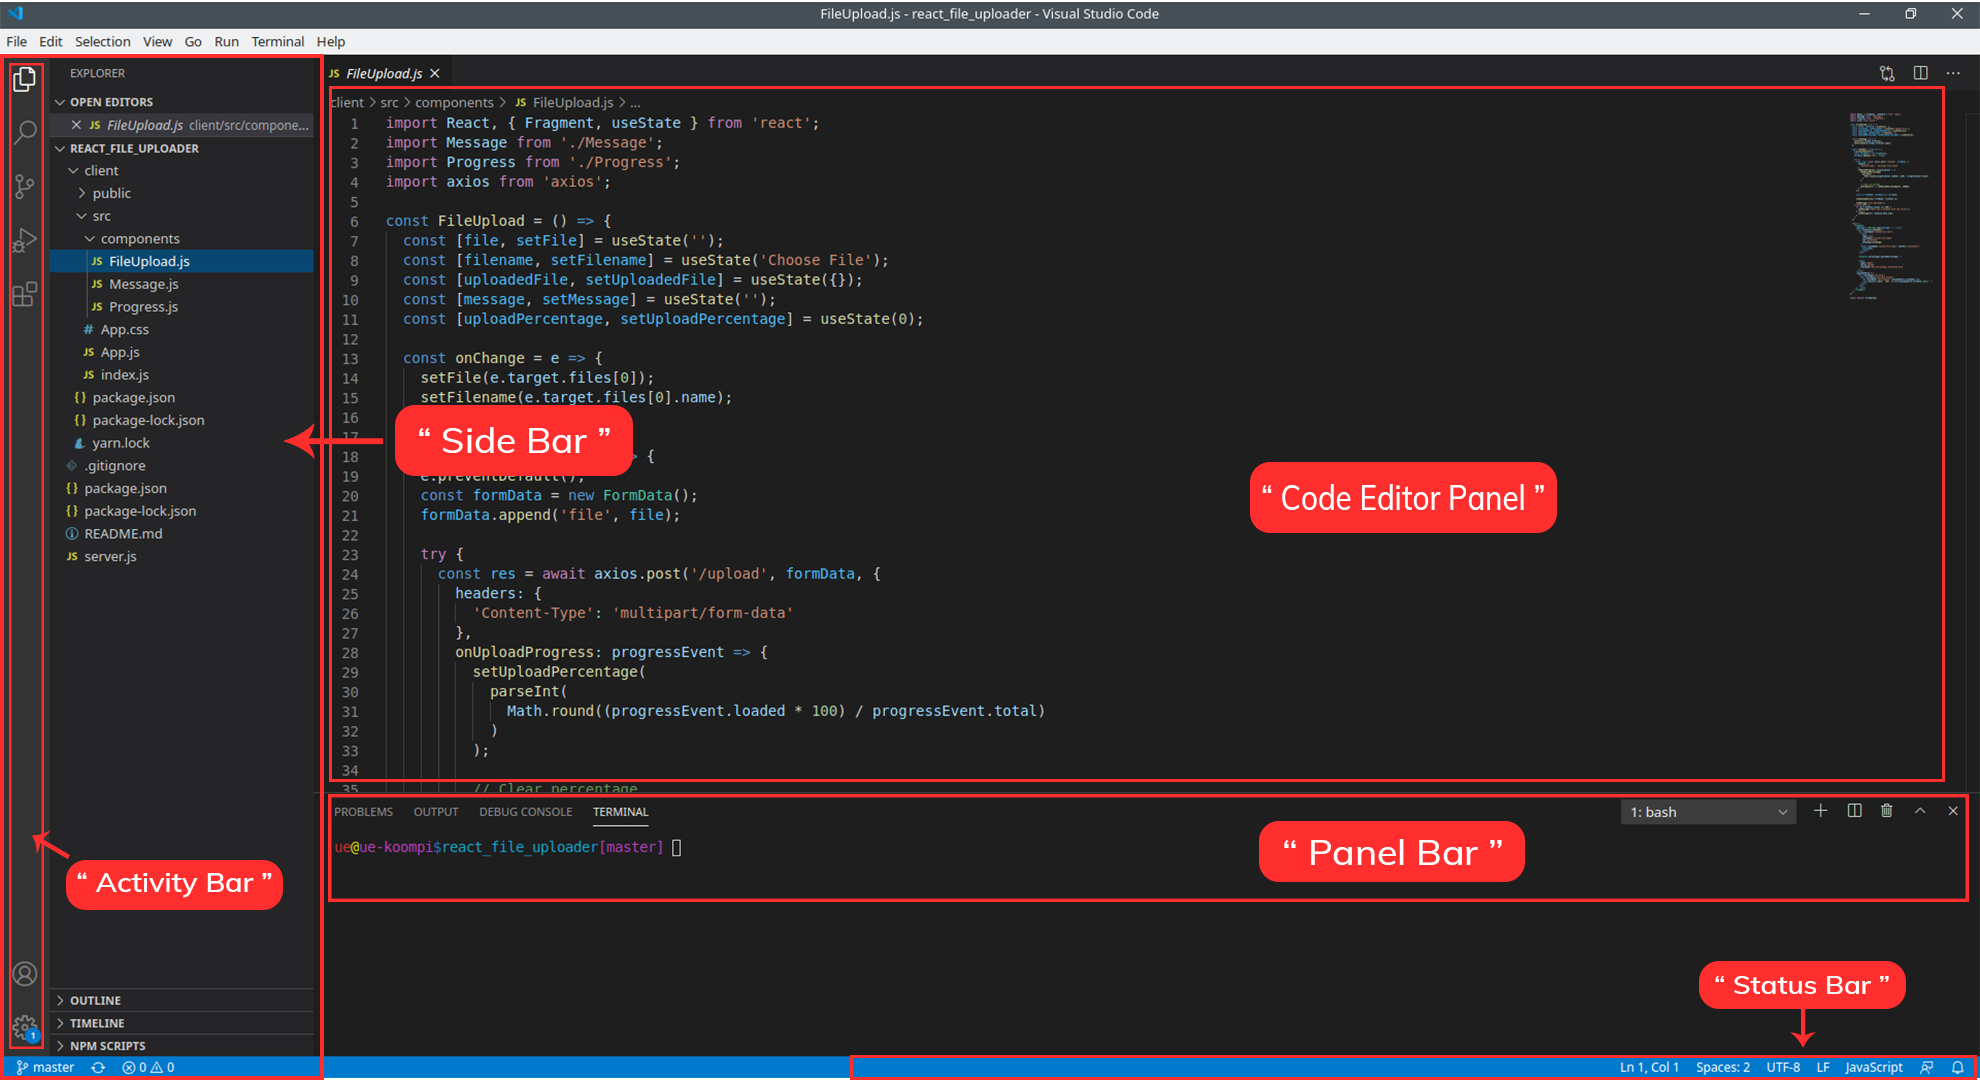 FileUpload.js - react_file_uploader - Visual Studio Code
File Edit Selection View Go Run Terminal Help
EXPLORER
OPEN EDITORS
JS FileUpload.js client/src/compone...
REACT_FILE_UPLOADER
client
public
src
components
JS FileUpload.js
JS Message.js
JS Progress.js
# App.css
JS App.js
JS index.js
{} package.json
{} package-lock.json
yarn.lock
.gitignore
{} package.json
{} package-lock.json
README.md
JS server.js
OUTLINE
TIMELINE
NPM SCRIPTS
1
JS FileUpload.js
client > src > components > JS FileUpload.js > ...
1 import React, { Fragment, useState } from 'react';
2 import Message from './Message';
3 import Progress from './Progress';
4 import axios from 'axios';
5
6 const FileUpload = () => {
7 const [file, setFile] = useState('');
8 const [filename, setFilename] = useState('Choose File');
9 const [uploadedFile, setUploadedFile] = useState({});
10 const [message, setMessage] = useState('');
11 const [uploadPercentage, setUploadPercentage] = useState(0);
12
13 const onChange = e => {
14 setFile(e.target.files[0]);
15 setFilename(e.target.files[0].name);
16
17
18 > {
19 e.preventDefault();
20 const formData = new FormData();
21 formData.append('file', file);
22
23 try {
24 const res = await axios.post('/upload', formData, {
25 headers: {
26 'Content-Type': 'multipart/form-data'
27 },
28 onUploadProgress: progressEvent => {
29 setUploadPercentage(
30 parseInt(
31 Math.round((progressEvent.loaded * 100) / progressEvent.total)
32 )
33 );
34
35 // Clear percentage
“ Side Bar ”
“ Code Editor Panel ”
PROBLEMS OUTPUT DEBUG CONSOLE TERMINAL
1: bash
ue@ue-koompi$react_file_uploader[master]
“ Panel Bar ”
“ Activity Bar ”
“ Status Bar ”
master 0 0
Ln 1, Col 1 Spaces: 2 UTF-8 LF JavaScript